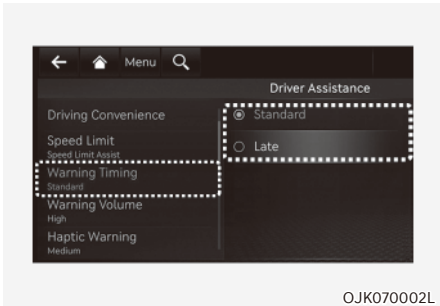 Menu
Driver Assistance
Driving Convenience
Speed Limit
Speed Limit Assist
Warning Timing
Standard
Warning Volume
High
Haptic Warning
Medium
Standard
Late
OJK070002L